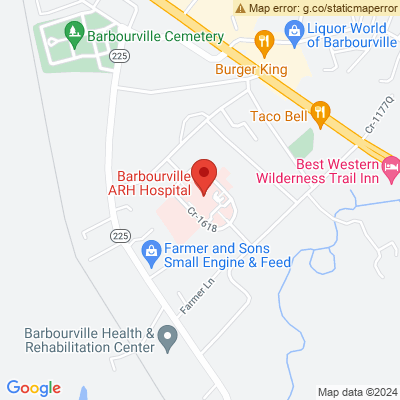 Map error: g.co/staticmaperror
Barbourville Cemetery
Liquor World
of Barbourville
225
Burger King
Taco Bell
Cr-1177Q
Best Western
Wilderness Trail Inn
Barbourville
ARH Hospital
Cr-1618
225
Farmer and Sons
Small Engine & Feed
Farmer Ln
Barbourville Health &
Rehabilitation Center
Google
Map data ©2024